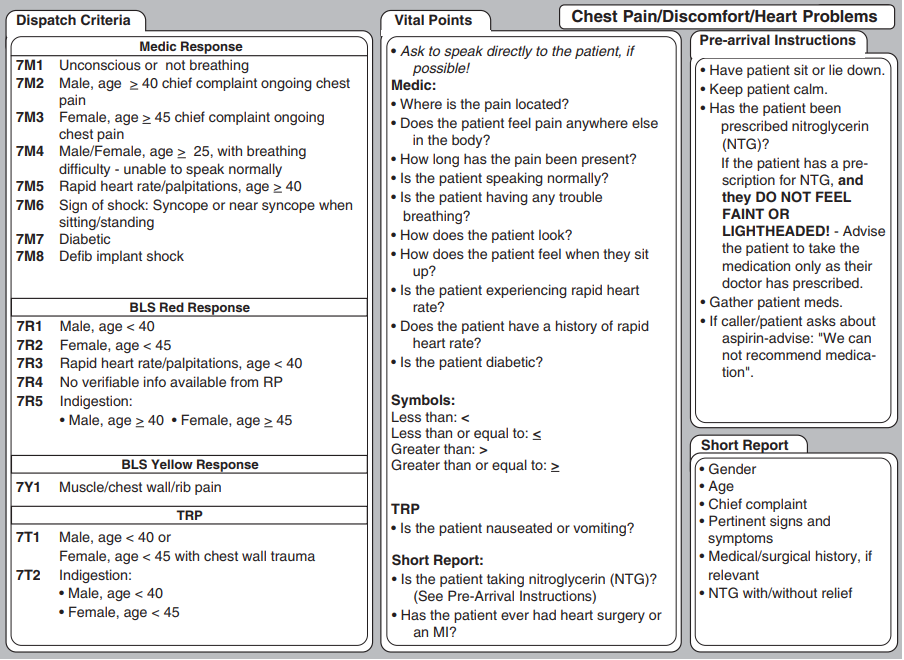 Chest Pain/Discomfort/Heart Problems
Dispatch Criteria
Medic Response
7M1 Unconscious or not breathing
7M2 Male, age ≥ 40 chief complaint ongoing chest
pain
7M3 Female, age ≥ 45 chief complaint ongoing
chest pain
7M4 Male/Female, age ≥ 25, with breathing
difficulty - unable to speak normally
7M5 Rapid heart rate/palpitations, age ≥ 40
7M6 Sign of shock: Syncope or near syncope when
sitting/standing
7M7 Diabetic
7M8 Defib implant shock
BLS Red Response
7R1 Male, age < 40
7R2 Female, age < 45
7R3 Rapid heart rate/palpitations, age < 40
7R4 No verifiable info available from RP
7R5 Indigestion:
• Male, age ≥ 40 • Female, age ≥ 45
BLS Yellow Response
7Y1 Muscle/chest wall/rib pain
TRP
7T1 Male, age < 40 or
Female, age < 45 with chest wall trauma
7T2 Indigestion:
• Male, age < 40
• Female, age < 45
Vital Points
• Ask to speak directly to the patient, if
possible!
Medic:
• Where is the pain located?
• Does the patient feel pain anywhere else
in the body?
• How long has the pain been present?
• Is the patient speaking normally?
• Is the patient having any trouble
breathing?
• How does the patient look?
• How does the patient feel when they sit
up?
• Is the patient experiencing rapid heart
rate?
• Does the patient have a history of rapid
heart rate?
• Is the patient diabetic?
Symbols:
Less than: <
Less than or equal to: ≤
Greater than: >
Greater than or equal to: ≥
TRP
• Is the patient nauseated or vomiting?
Short Report:
• Is the patient taking nitroglycerin (NTG)?
(See Pre-Arrival Instructions)
• Has the patient ever had heart surgery or
an MI?
Pre-arrival Instructions
• Have patient sit or lie down.
• Keep patient calm.
• Has the patient been
prescribed nitroglycerin
(NTG)?
If the patient has a pre-
scription for NTG, and
they DO NOT FEEL
FAINT OR
LIGHTHEADED! - Advise
the patient to take the
medication only as their
doctor has prescribed.
• Gather patient meds.
• If caller/patient asks about
aspirin-advise: "We can
not recommend medica-
tion".
Short Report
• Gender
• Age
• Chief complaint
• Pertinent signs and
symptoms
• Medical/surgical history, if
relevant
• NTG with/without relief